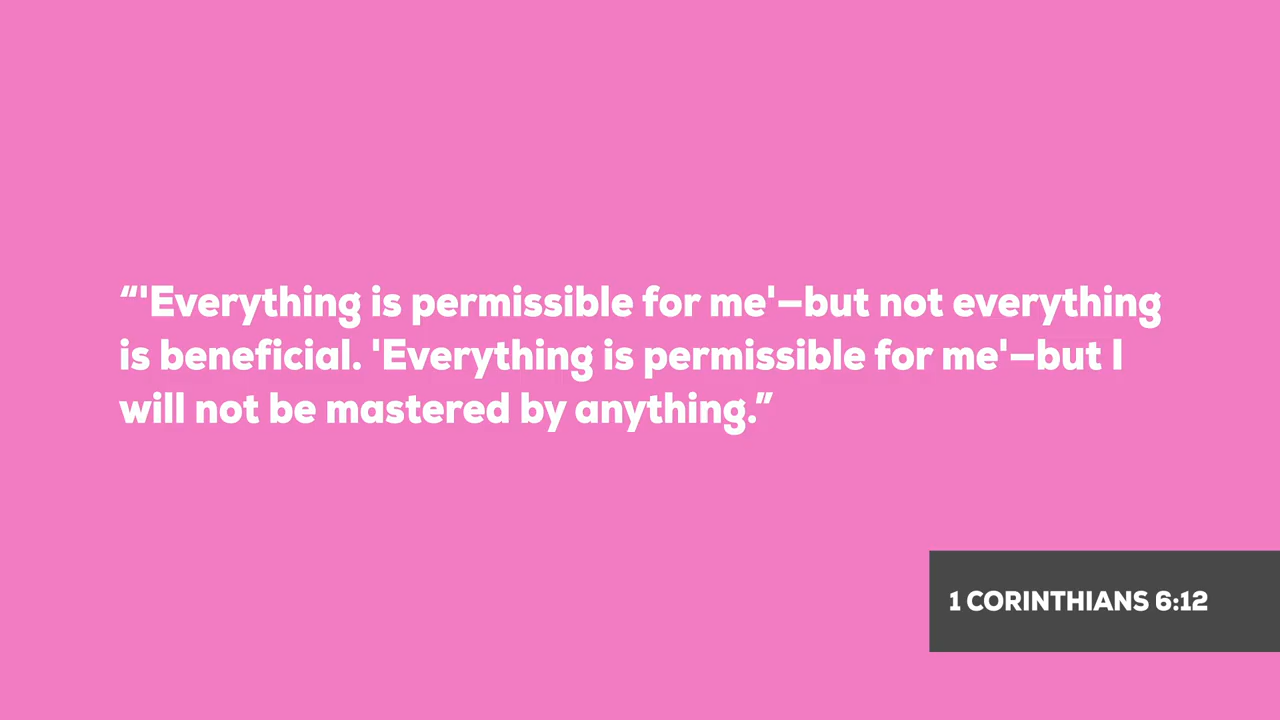 “'Everything is permissible for me'—but not everything
is beneficial. 'Everything is permissible for me'—but I
will not be mastered by anything.”
1 CORINTHIANS 6:12